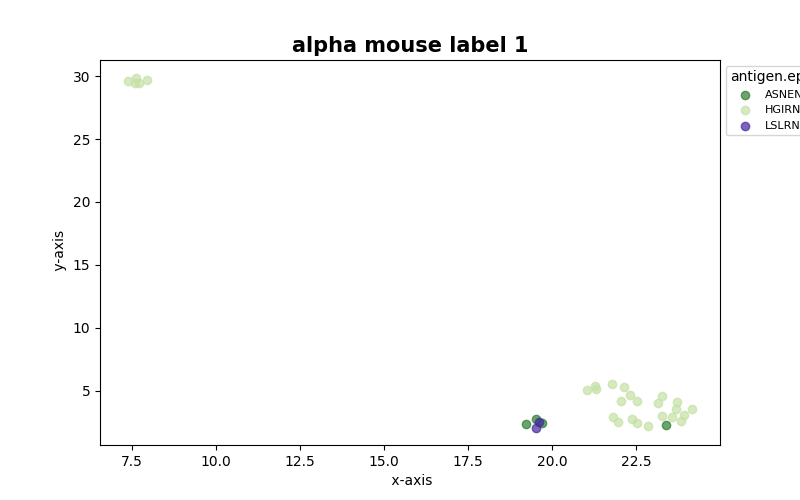 alpha mouse label 1
30
25
20
15
10
5
y-axis
7.5
10.0
12.5
15.0
17.5
20.0
22.5
x-axis
antigen.ep
ASNEN
HGIRN
LSLRN